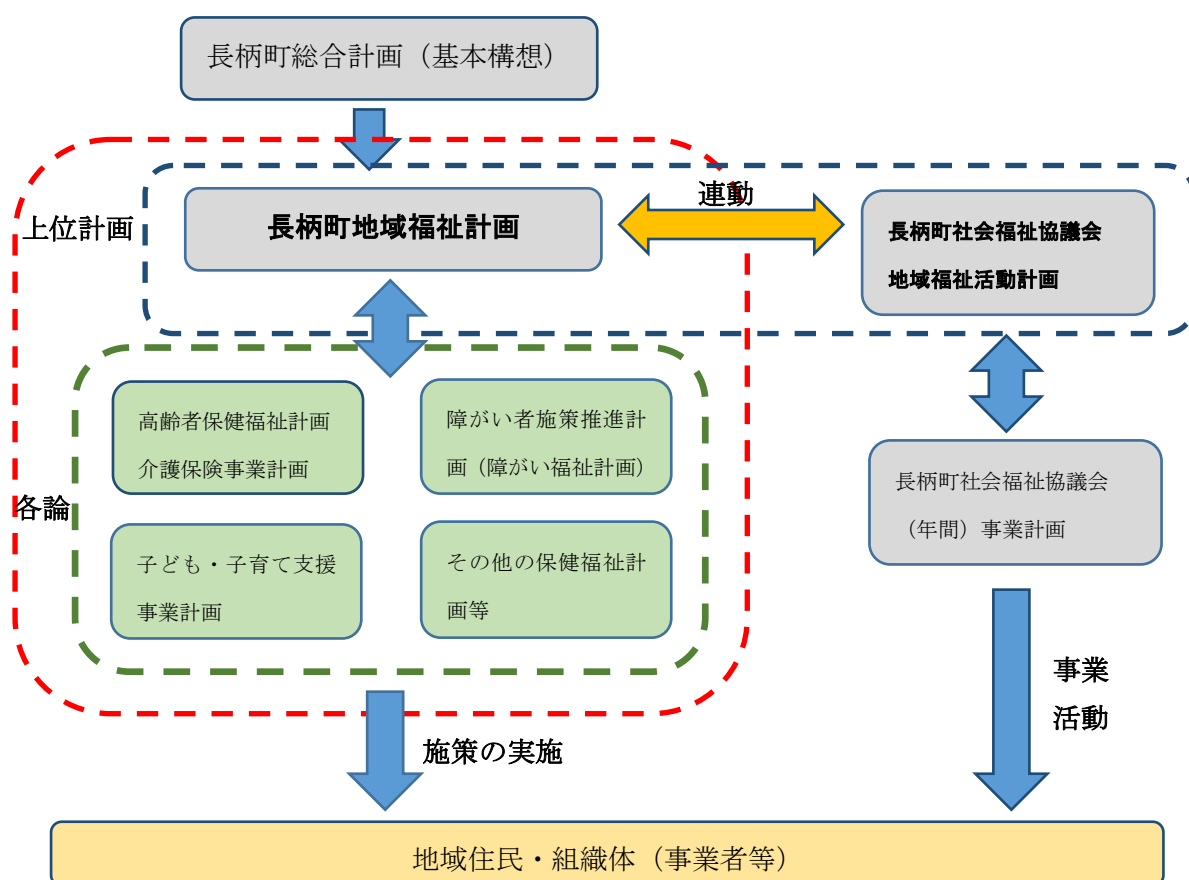 長柄町総合計画（基本構想）
連動
上位計画
長柄町地域福祉計画
長柄町社会福祉協議会
地域福祉活動計画
各論
高齢者保健福祉計画
介護保険事業計画
障がい者施策推進計
画（障がい福祉計画）
子ども・子育て支援
事業計画
その他の保健福祉計
画等
長柄町社会福祉協議会
（年間）事業計画
施策の実施
事業
活動
地域住民・組織体（事業者等）